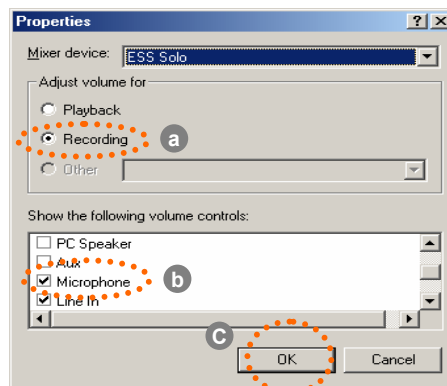 Properties
Mixer device: ESS Solo
Adjust volume for
Playback
Recording
a
Other
Show the following volume controls:
PC Speaker
Aux
Microphone
b
Line In
c
OK Cancel